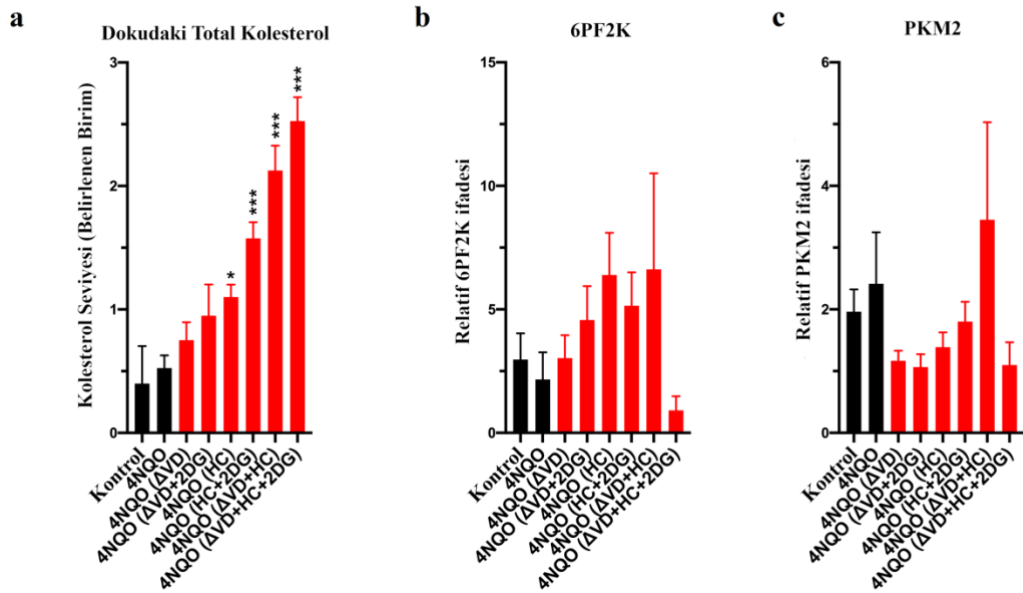 a
Dokudaki Total Kolesterol
Kolesterol Seviyesi (Belirlenen Birim)
3
2
1
0
*
***
***
***
Kontrol
4NQO
4NQO (ΔVD)
4NQO (ΔVD+2DG)
4NQO (HC)
4NQO (HC+2DG)
4NQO (ΔVD+HC)
4NQO (ΔVD+HC+2DG)
b
6PF2K
Relatif 6PF2K ifadesi
15
10
5
0
Kontrol
4NQO
4NQO (ΔVD)
4NQO (ΔVD+2DG)
4NQO (HC)
4NQO (HC+2DG)
4NQO (ΔVD+HC)
4NQO (ΔVD+HC+2DG)
c
PKM2
Relatif PKM2 ifadesi
6
4
2
0
Kontrol
4NQO
4NQO (ΔVD)
4NQO (ΔVD+2DG)
4NQO (HC)
4NQO (HC+2DG)
4NQO (ΔVD+HC)
4NQO (ΔVD+HC+2DG)